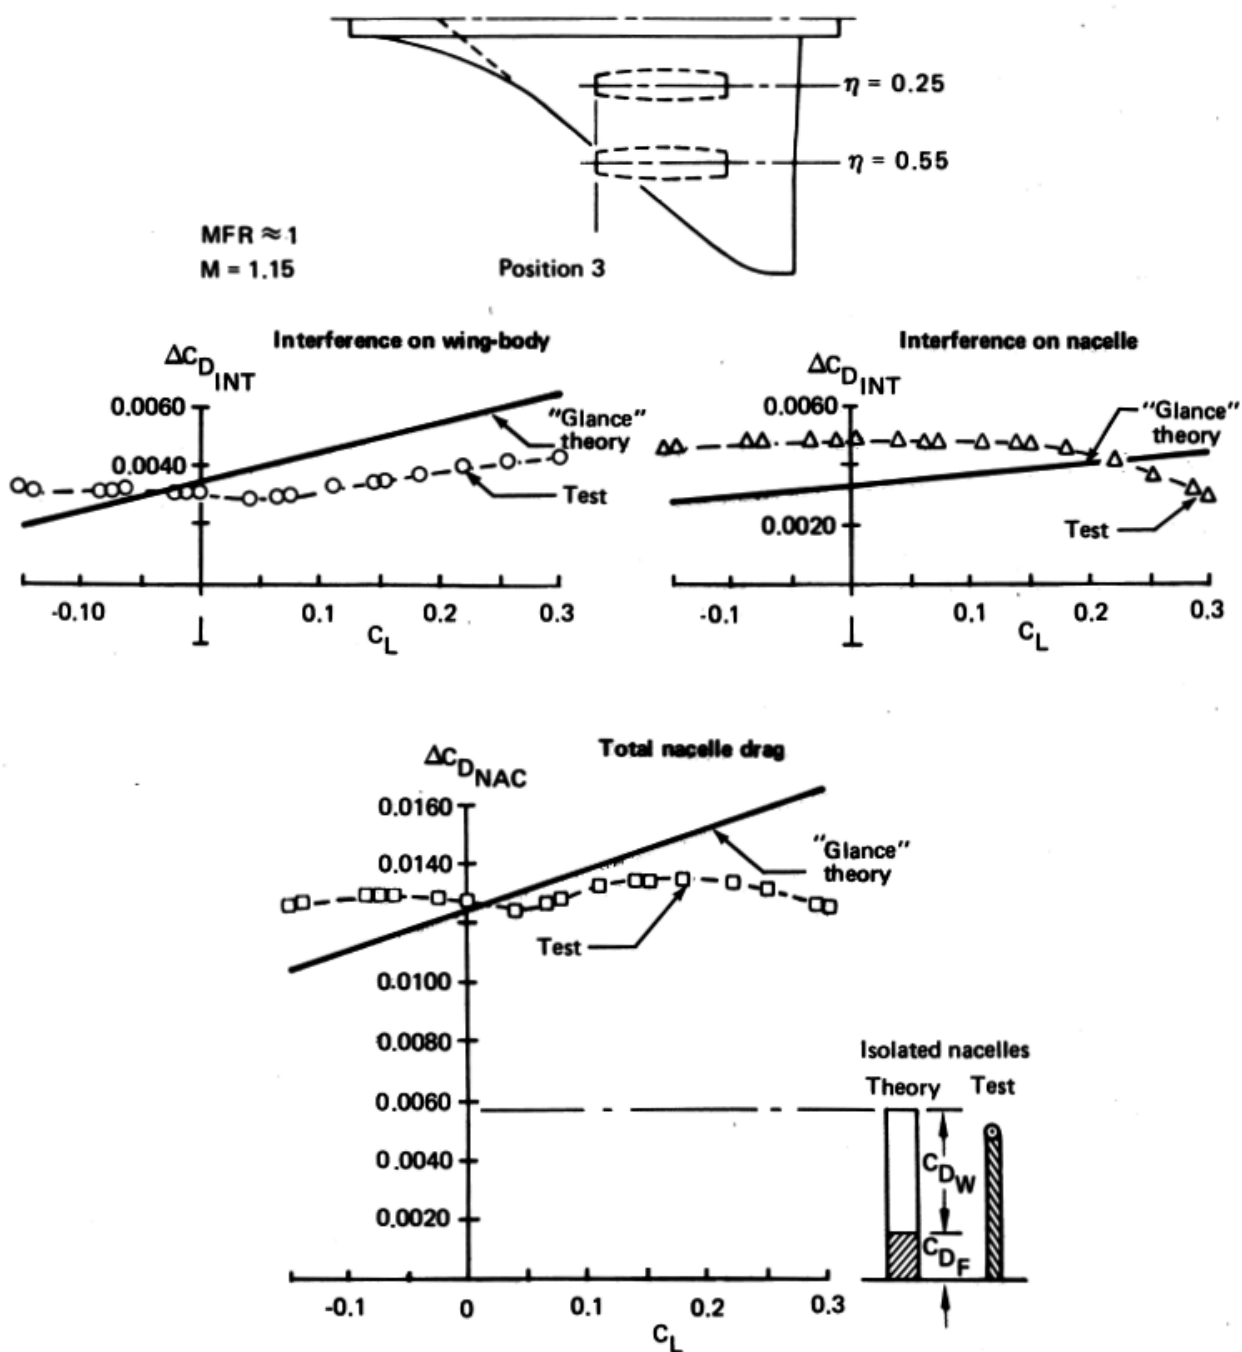 η = 0.25
η = 0.55
MFR ≈ 1
M = 1.15
Position 3
Interference on wing-body
ΔC_D_INT
0.0060
0.0040
"Glance"
theory
Test
-0.10
0.1
0.2
0.3
C_L
Interference on nacelle
ΔC_D_INT
0.0060
0.0020
"Glance"
theory
Test
-0.1
0.1
0.2
0.3
C_L
Total nacelle drag
ΔC_D_NAC
0.0160
0.0140
0.0100
0.0080
0.0060
0.0040
0.0020
"Glance"
theory
Test
-0.1
0
0.1
0.2
0.3
C_L
Isolated nacelles
Theory
Test
C_D_W
C_D_F